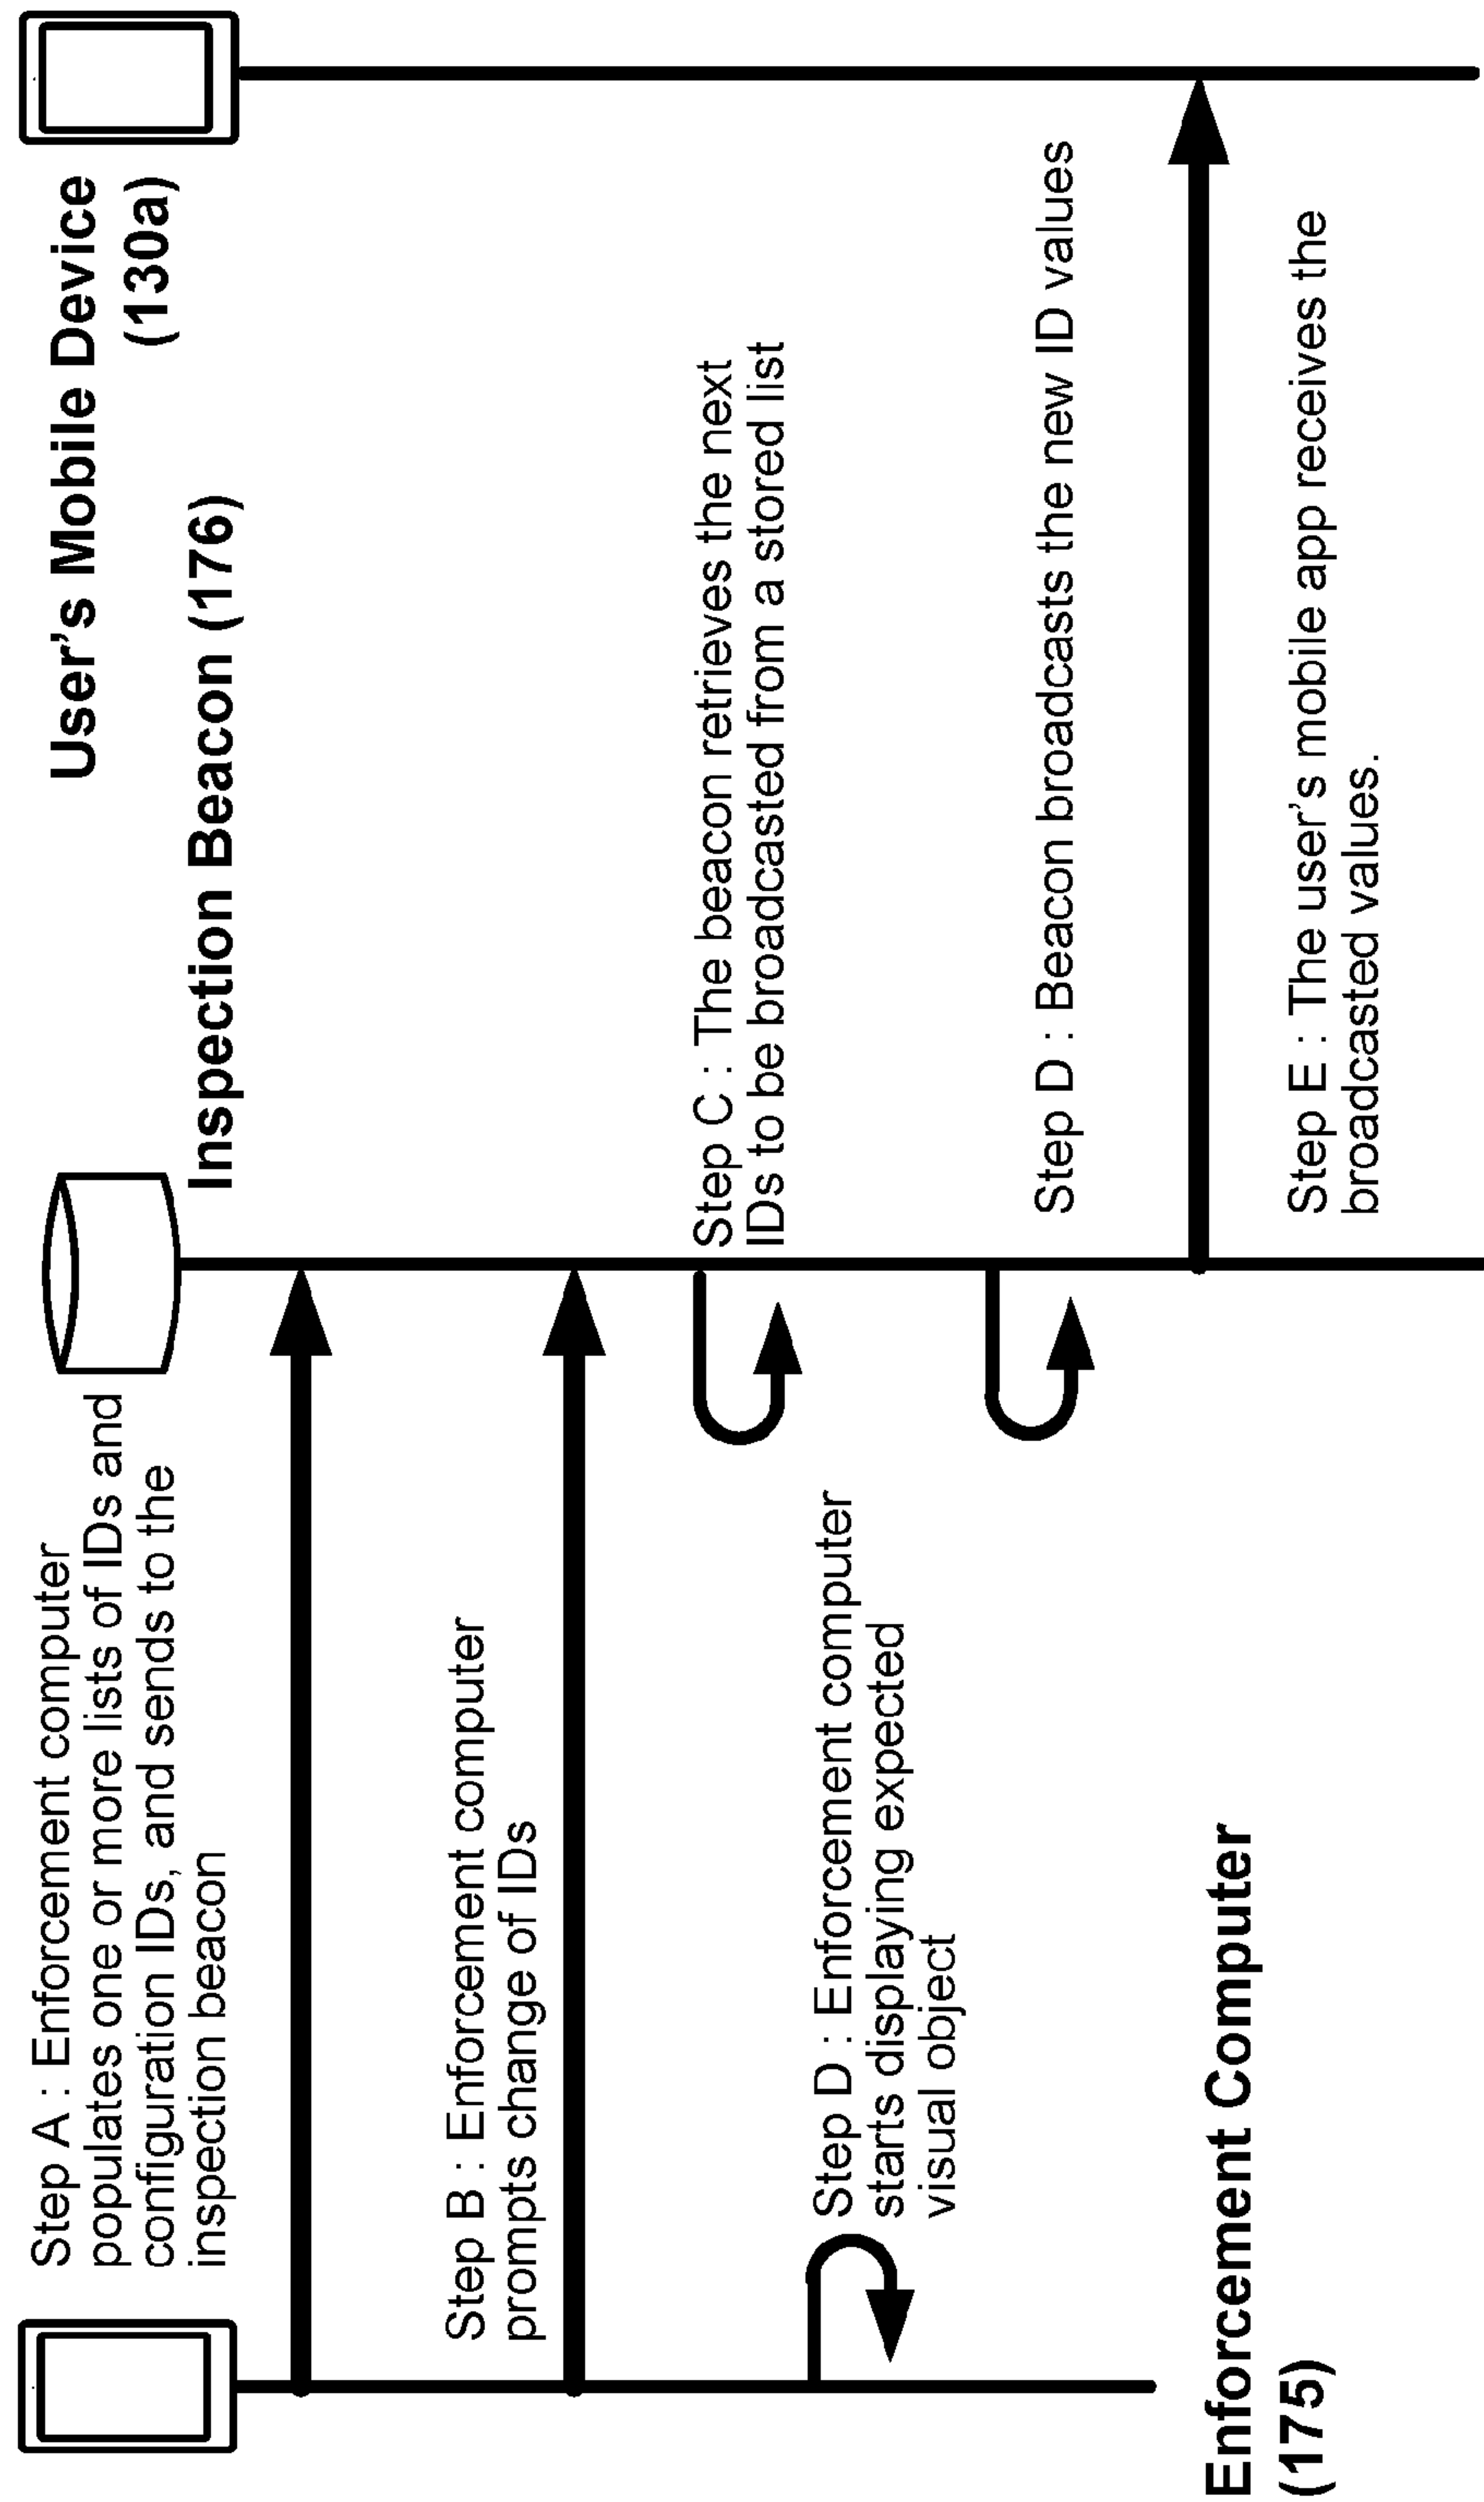 User's Mobile Device
(130a)
Inspection Beacon (176)
Step A : Enforcement computer
populates one or more lists of IDs and
configuration IDs, and sends to the
inspection beacon
Step B : Enforcement computer
prompts change of IDs
Step C : The beacon retrieves the next
IDs to be broadcasted from a stored list
Step D : Enforcement computer
starts displaying expected
visual object
Step D : Beacon broadcasts the new ID values
Step E : The user's mobile app receives the
broadcasted values.
Enforcement Computer
(175)